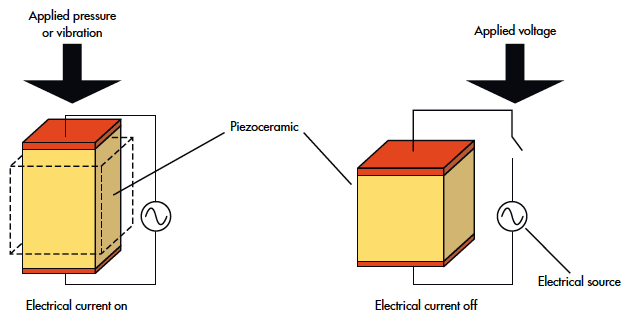 Applied pressure
or vibration
Applied voltage
Piezoceramic
Electrical source
Electrical current on
Electrical current off